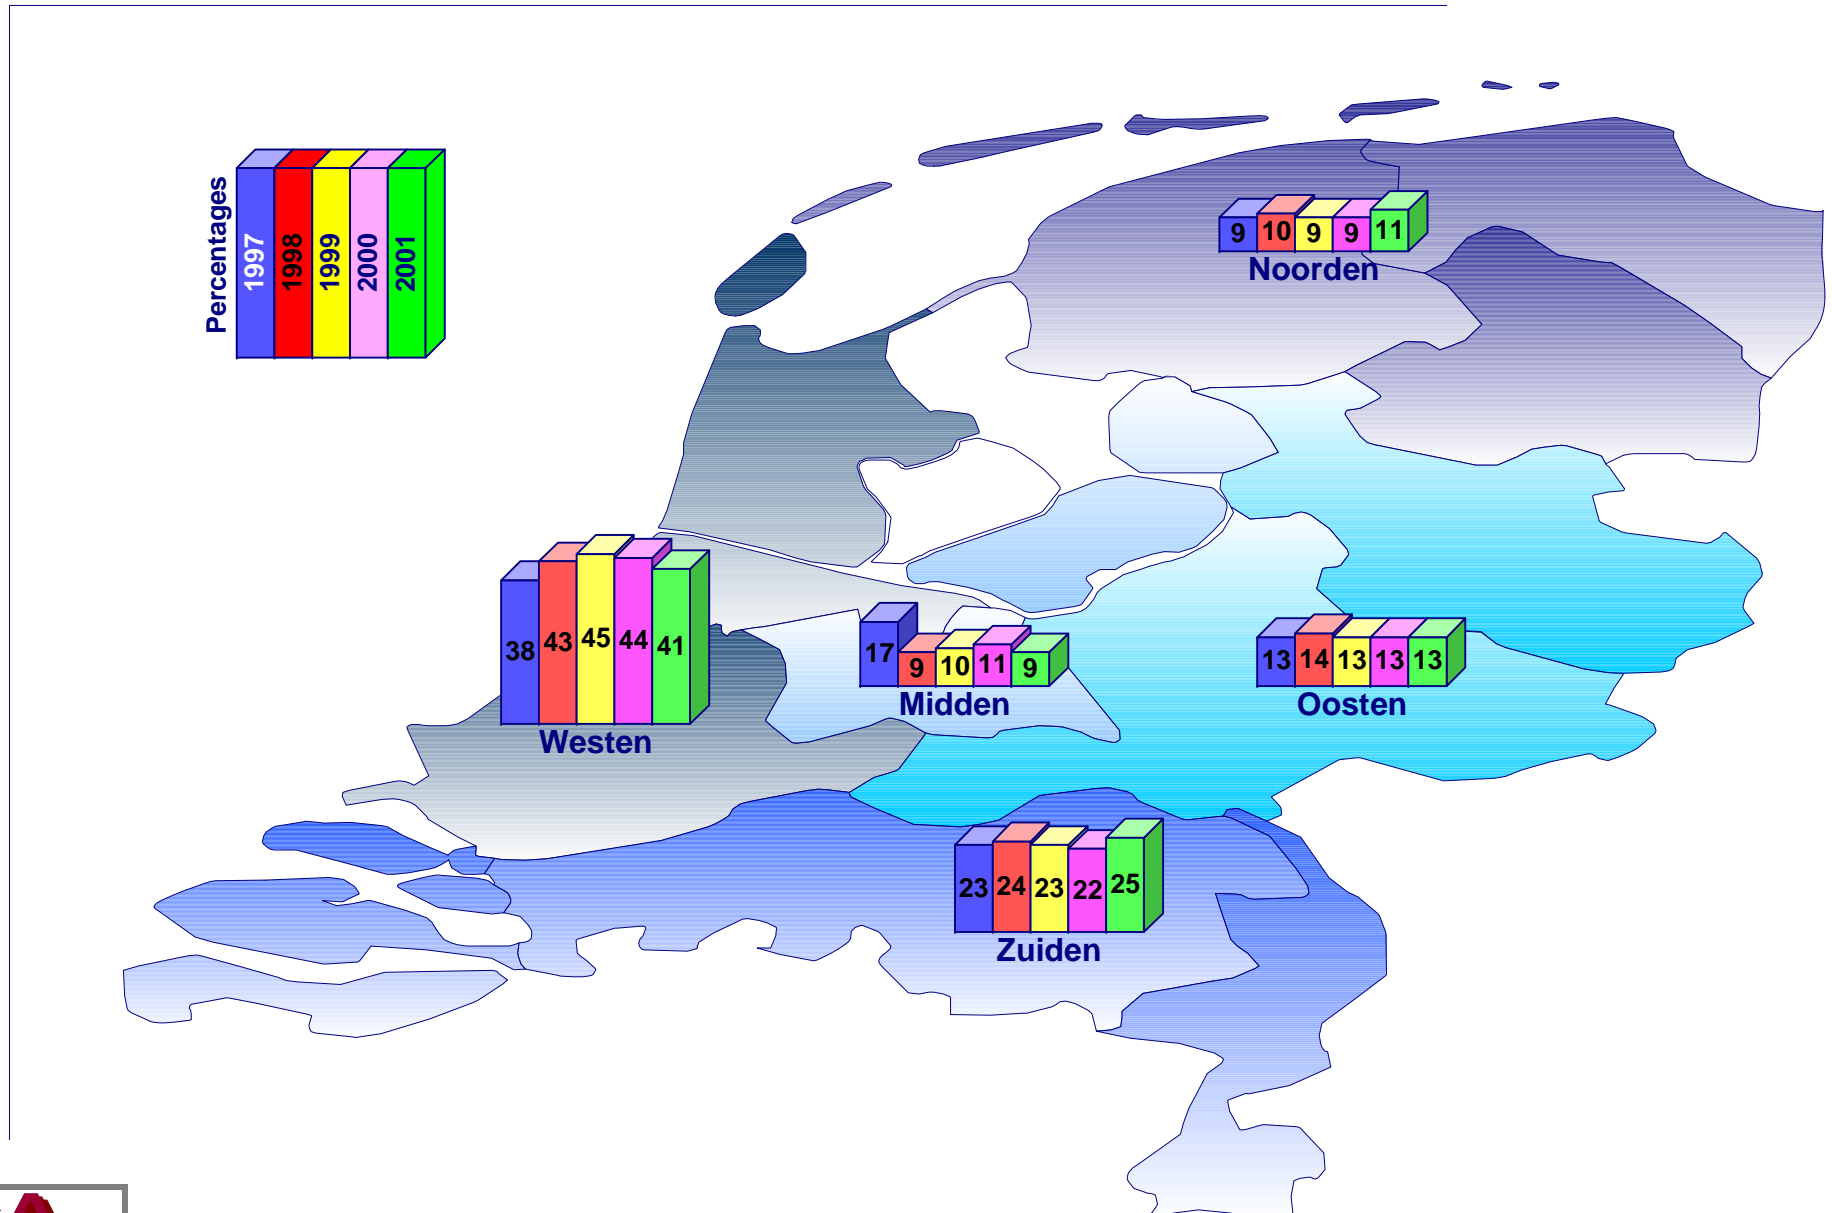 Percentages
1997
1998
1999
2000
2001
9 10 9 9 11
Noorden
38 43 45 44 41
Westen
17 9 10 11 9
Midden
13 14 13 13 13
Oosten
23 24 23 22 25
Zuiden